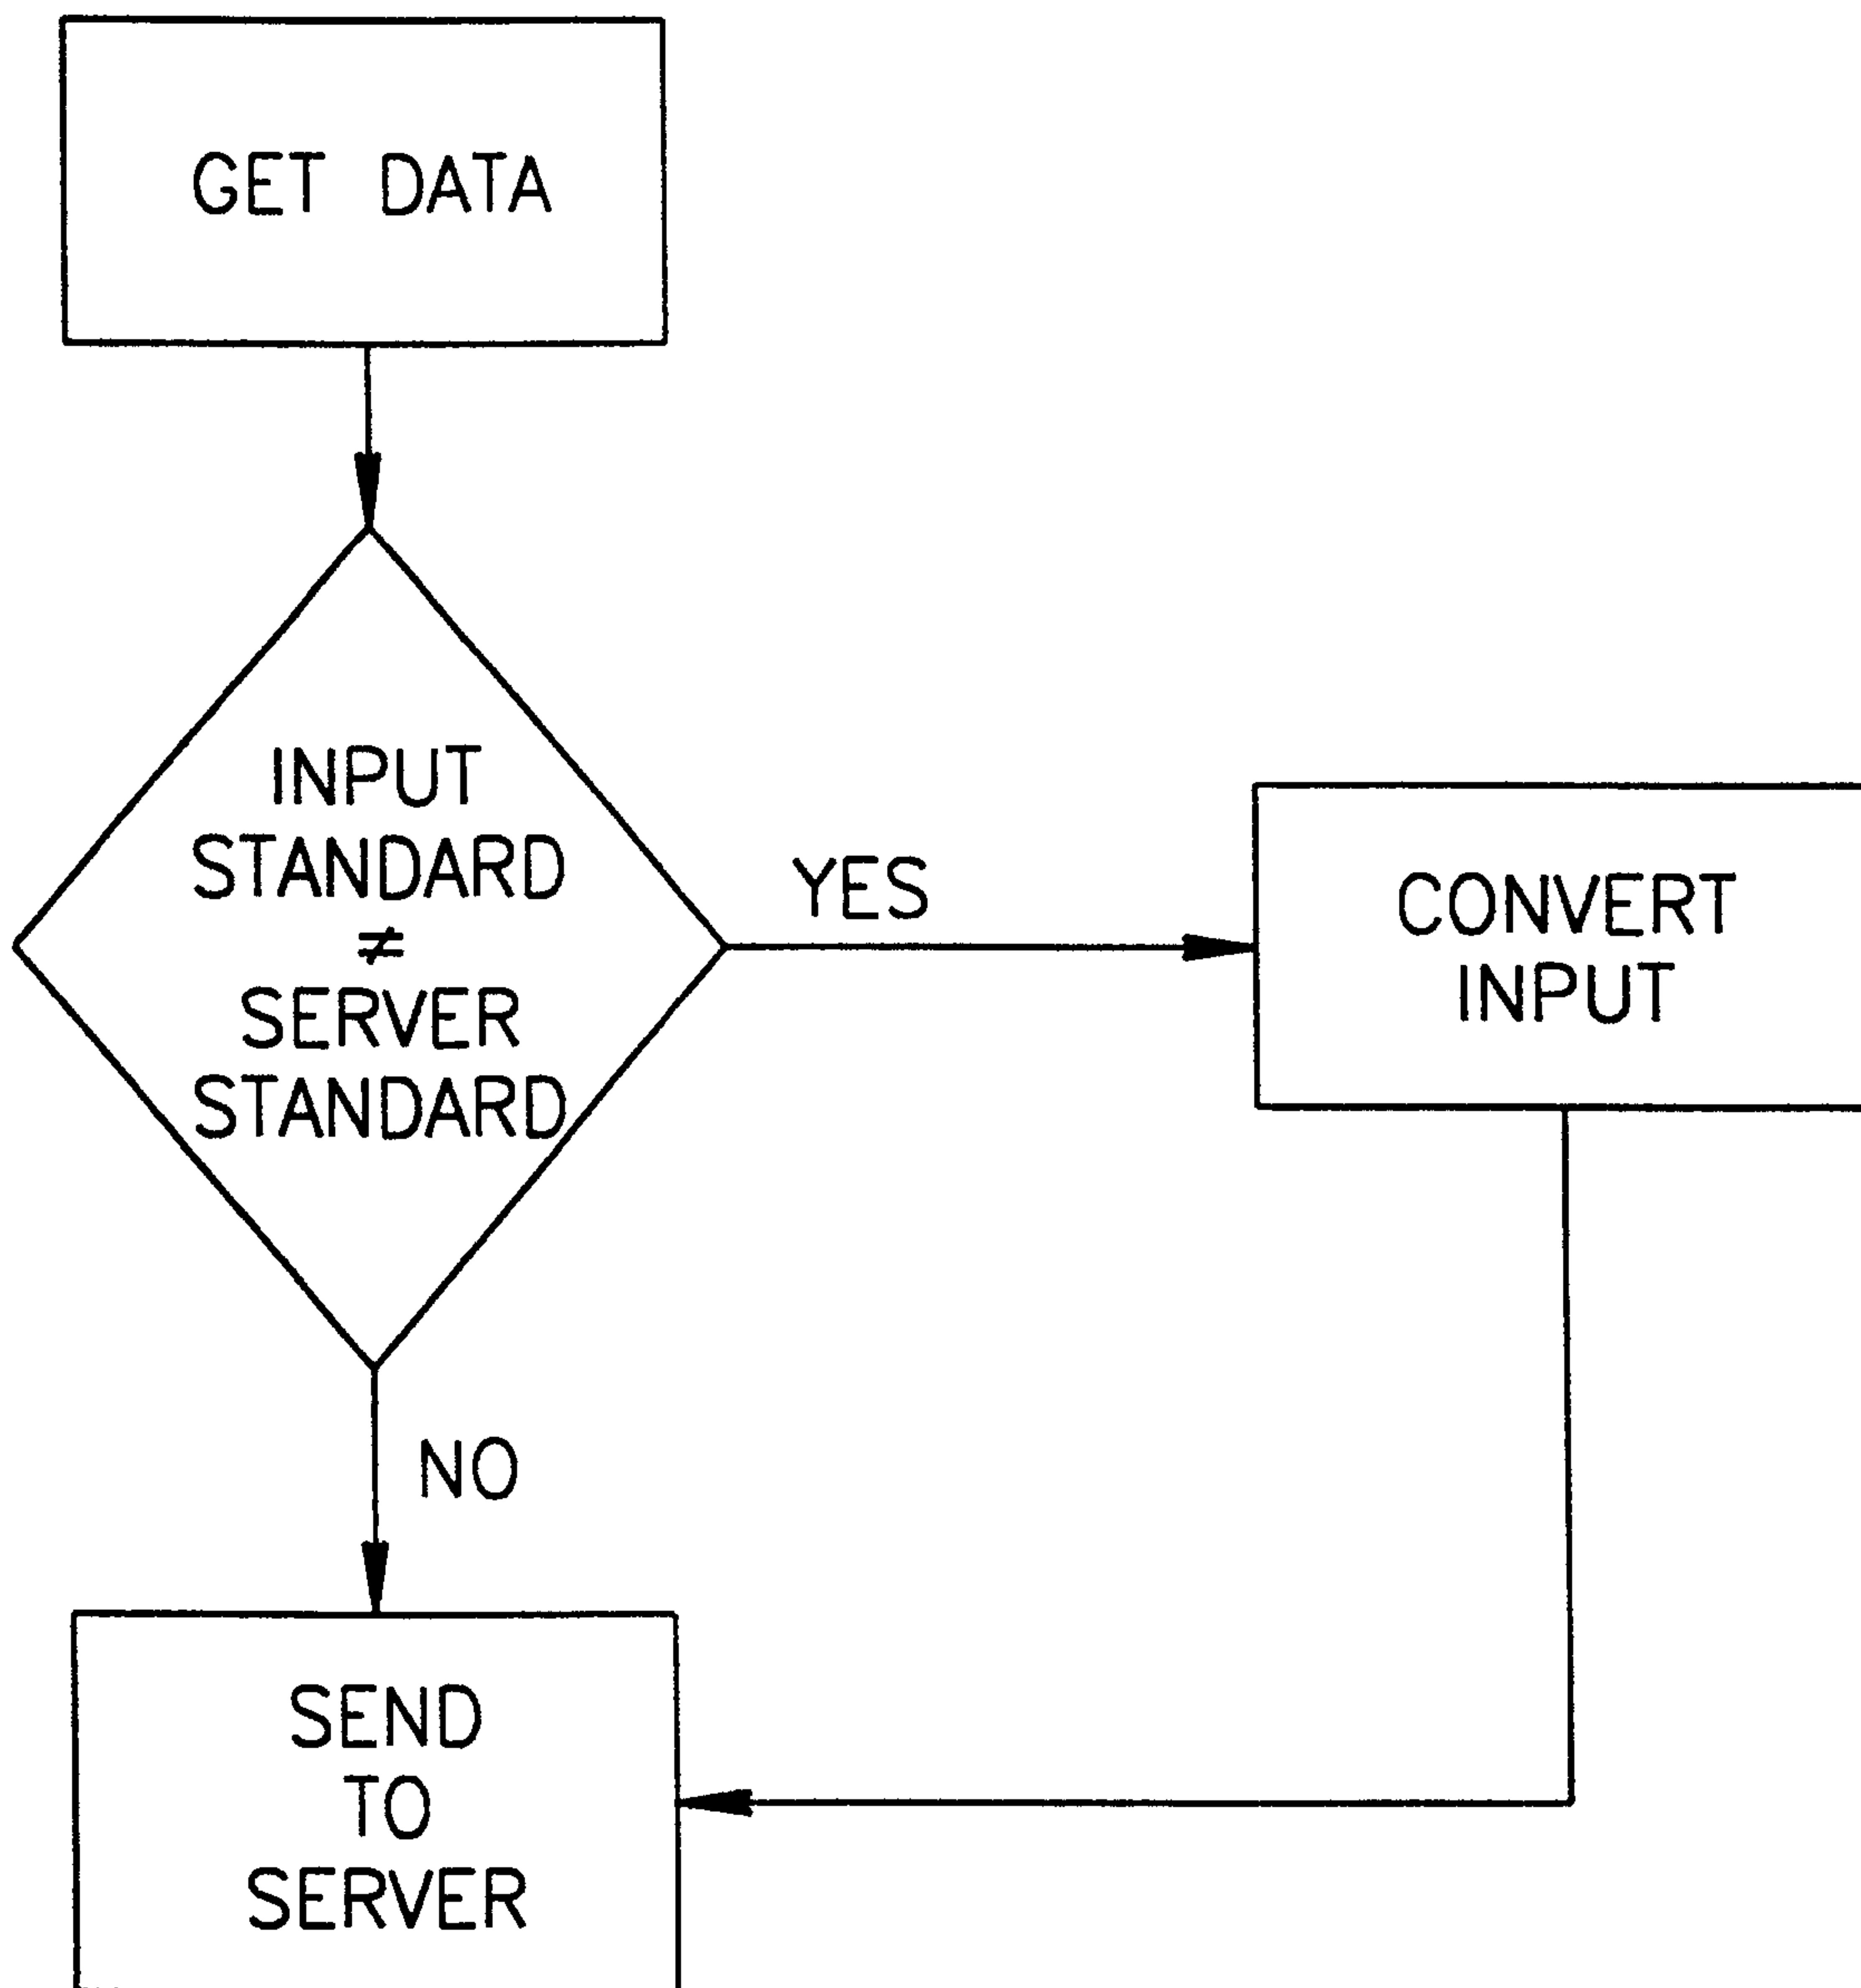 GET DATA
INPUT
STANDARD
≠
SERVER
STANDARD
YES
CONVERT
INPUT
NO
SEND
TO
SERVER